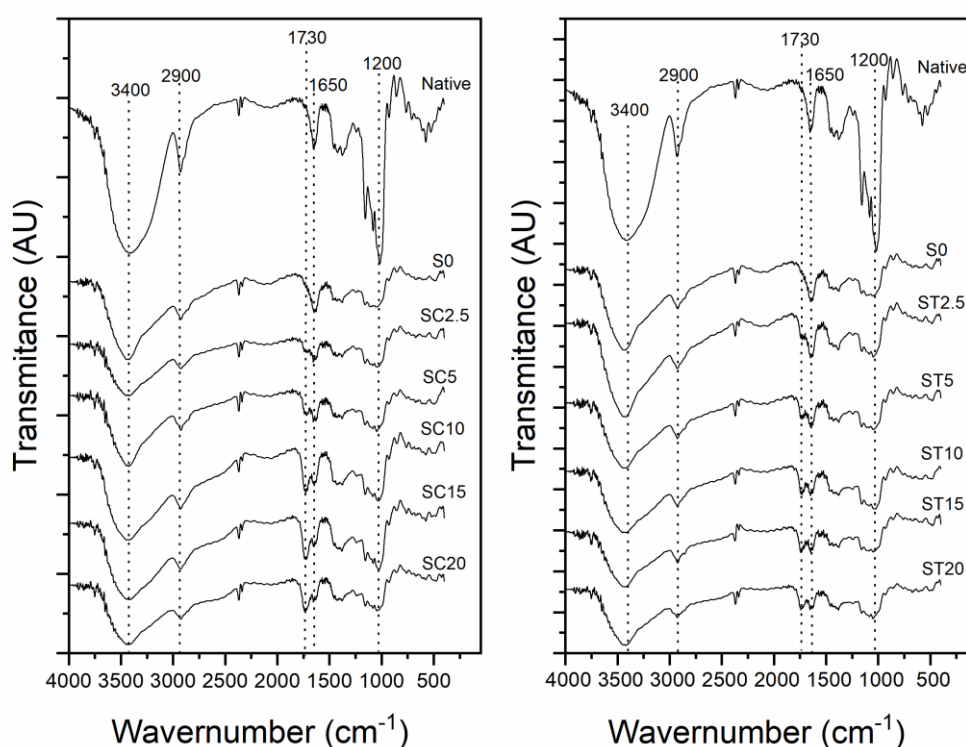 1730
2900
1200
1650
3400
Native
S0
SC2.5
SC5
SC10
SC15
SC20
Transmitance (AU)
4000 3500 3000 2500 2000 1500 1000 500
Wavernumber (cm⁻¹)
1730
2900
1200
1650
3400
Native
S0
ST2.5
ST5
ST10
ST15
ST20
Transmitance (AU)
4000 3500 3000 2500 2000 1500 1000 500
Wavernumber (cm⁻¹)